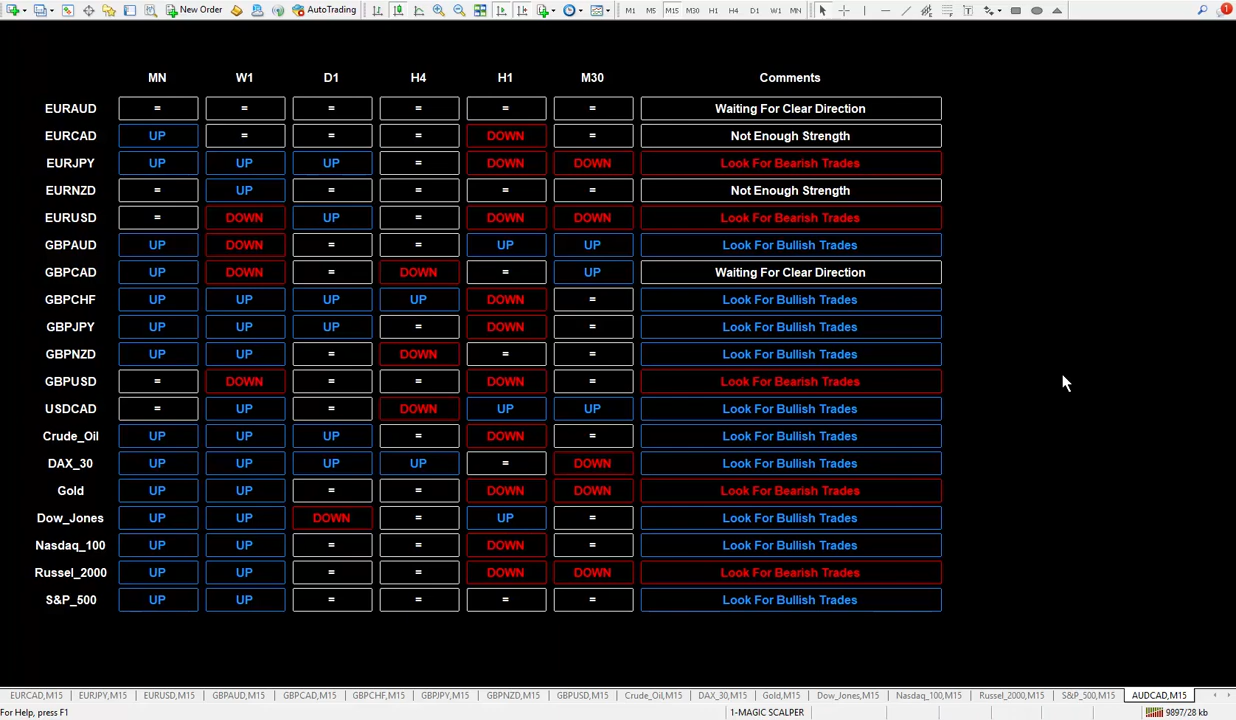 New Order AutoTrading M1 M5 M15 M30 H1 H4 D1 W1 MN 1
MN W1 D1 H4 H1 M30 Comments
EURAUD = = = = = = Waiting For Clear Direction
EURCAD UP = = = DOWN = Not Enough Strength
EURJPY UP UP UP = DOWN DOWN Look For Bearish Trades
EURNZD = UP = = = = Not Enough Strength
EURUSD = DOWN UP = DOWN DOWN Look For Bearish Trades
GBPAUD UP DOWN = = UP UP Look For Bullish Trades
GBPCAD UP DOWN = DOWN = UP Waiting For Clear Direction
GBPCHF UP UP UP UP DOWN = Look For Bullish Trades
GBPJPY UP UP UP = DOWN = Look For Bullish Trades
GBPNZD UP UP = DOWN = = Look For Bullish Trades
GBPUSD = DOWN = = DOWN = Look For Bearish Trades
USDCAD = UP = DOWN UP UP Look For Bullish Trades
Crude_Oil UP UP UP = DOWN = Look For Bullish Trades
DAX_30 UP UP UP UP = DOWN Look For Bullish Trades
Gold UP UP = = DOWN DOWN Look For Bearish Trades
Dow_Jones UP UP DOWN = UP = Look For Bullish Trades
Nasdaq_100 UP UP = = DOWN = Look For Bullish Trades
Russel_2000 UP UP = = DOWN DOWN Look For Bearish Trades
S&P_500 UP UP = = = = Look For Bullish Trades
EURCAD,M15 EURJPY,M15 EURUSD,M15 GBPAUD,M15 GBPCAD,M15 GBPCHF,M15 GBPJPY,M15 GBPNZD,M15 GBPUSD,M15 Crude_Oil,M15 DAX_30,M15 Gold,M15 Dow_Jones,M15 Nasdaq_100,M15 Russel_2000,M15 S&P_500,M15 AUDCAD,M15
For Help, press F1 1-MAGIC SCALPER 9897/28 kb